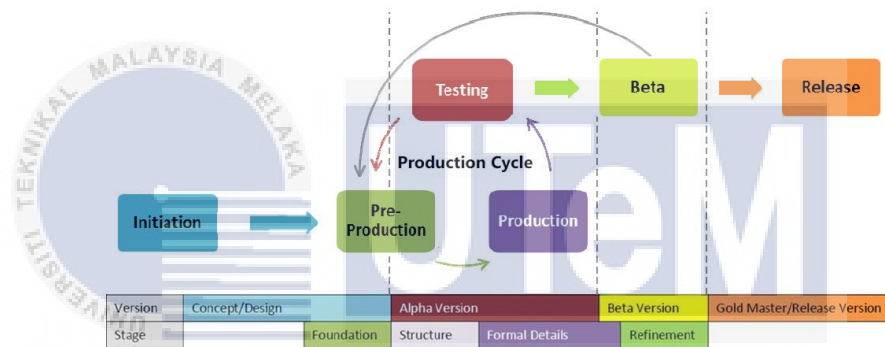 UNIVERSITI TEKNIKAL MALAYSIA MELAKA
UTeM
Testing
Beta
Release
Production Cycle
Initiation
Pre-
Production
Production
Version Concept/Design Alpha Version Beta Version Gold Master/Release Version
Stage Foundation Structure Formal Details Refinement